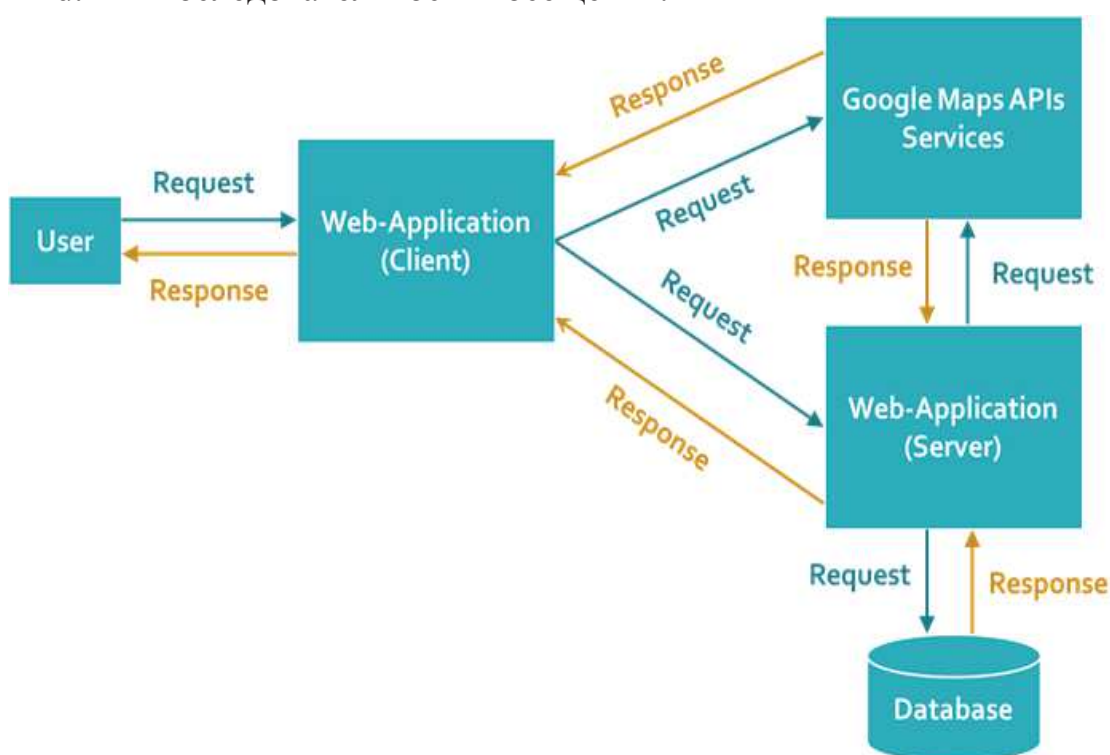 Response
Google Maps APIs
Services
Request
Web-Application
(Client)
Request
User
Response
Request
Response
Request
Response
Web-Application
(Server)
Request
Response
Database